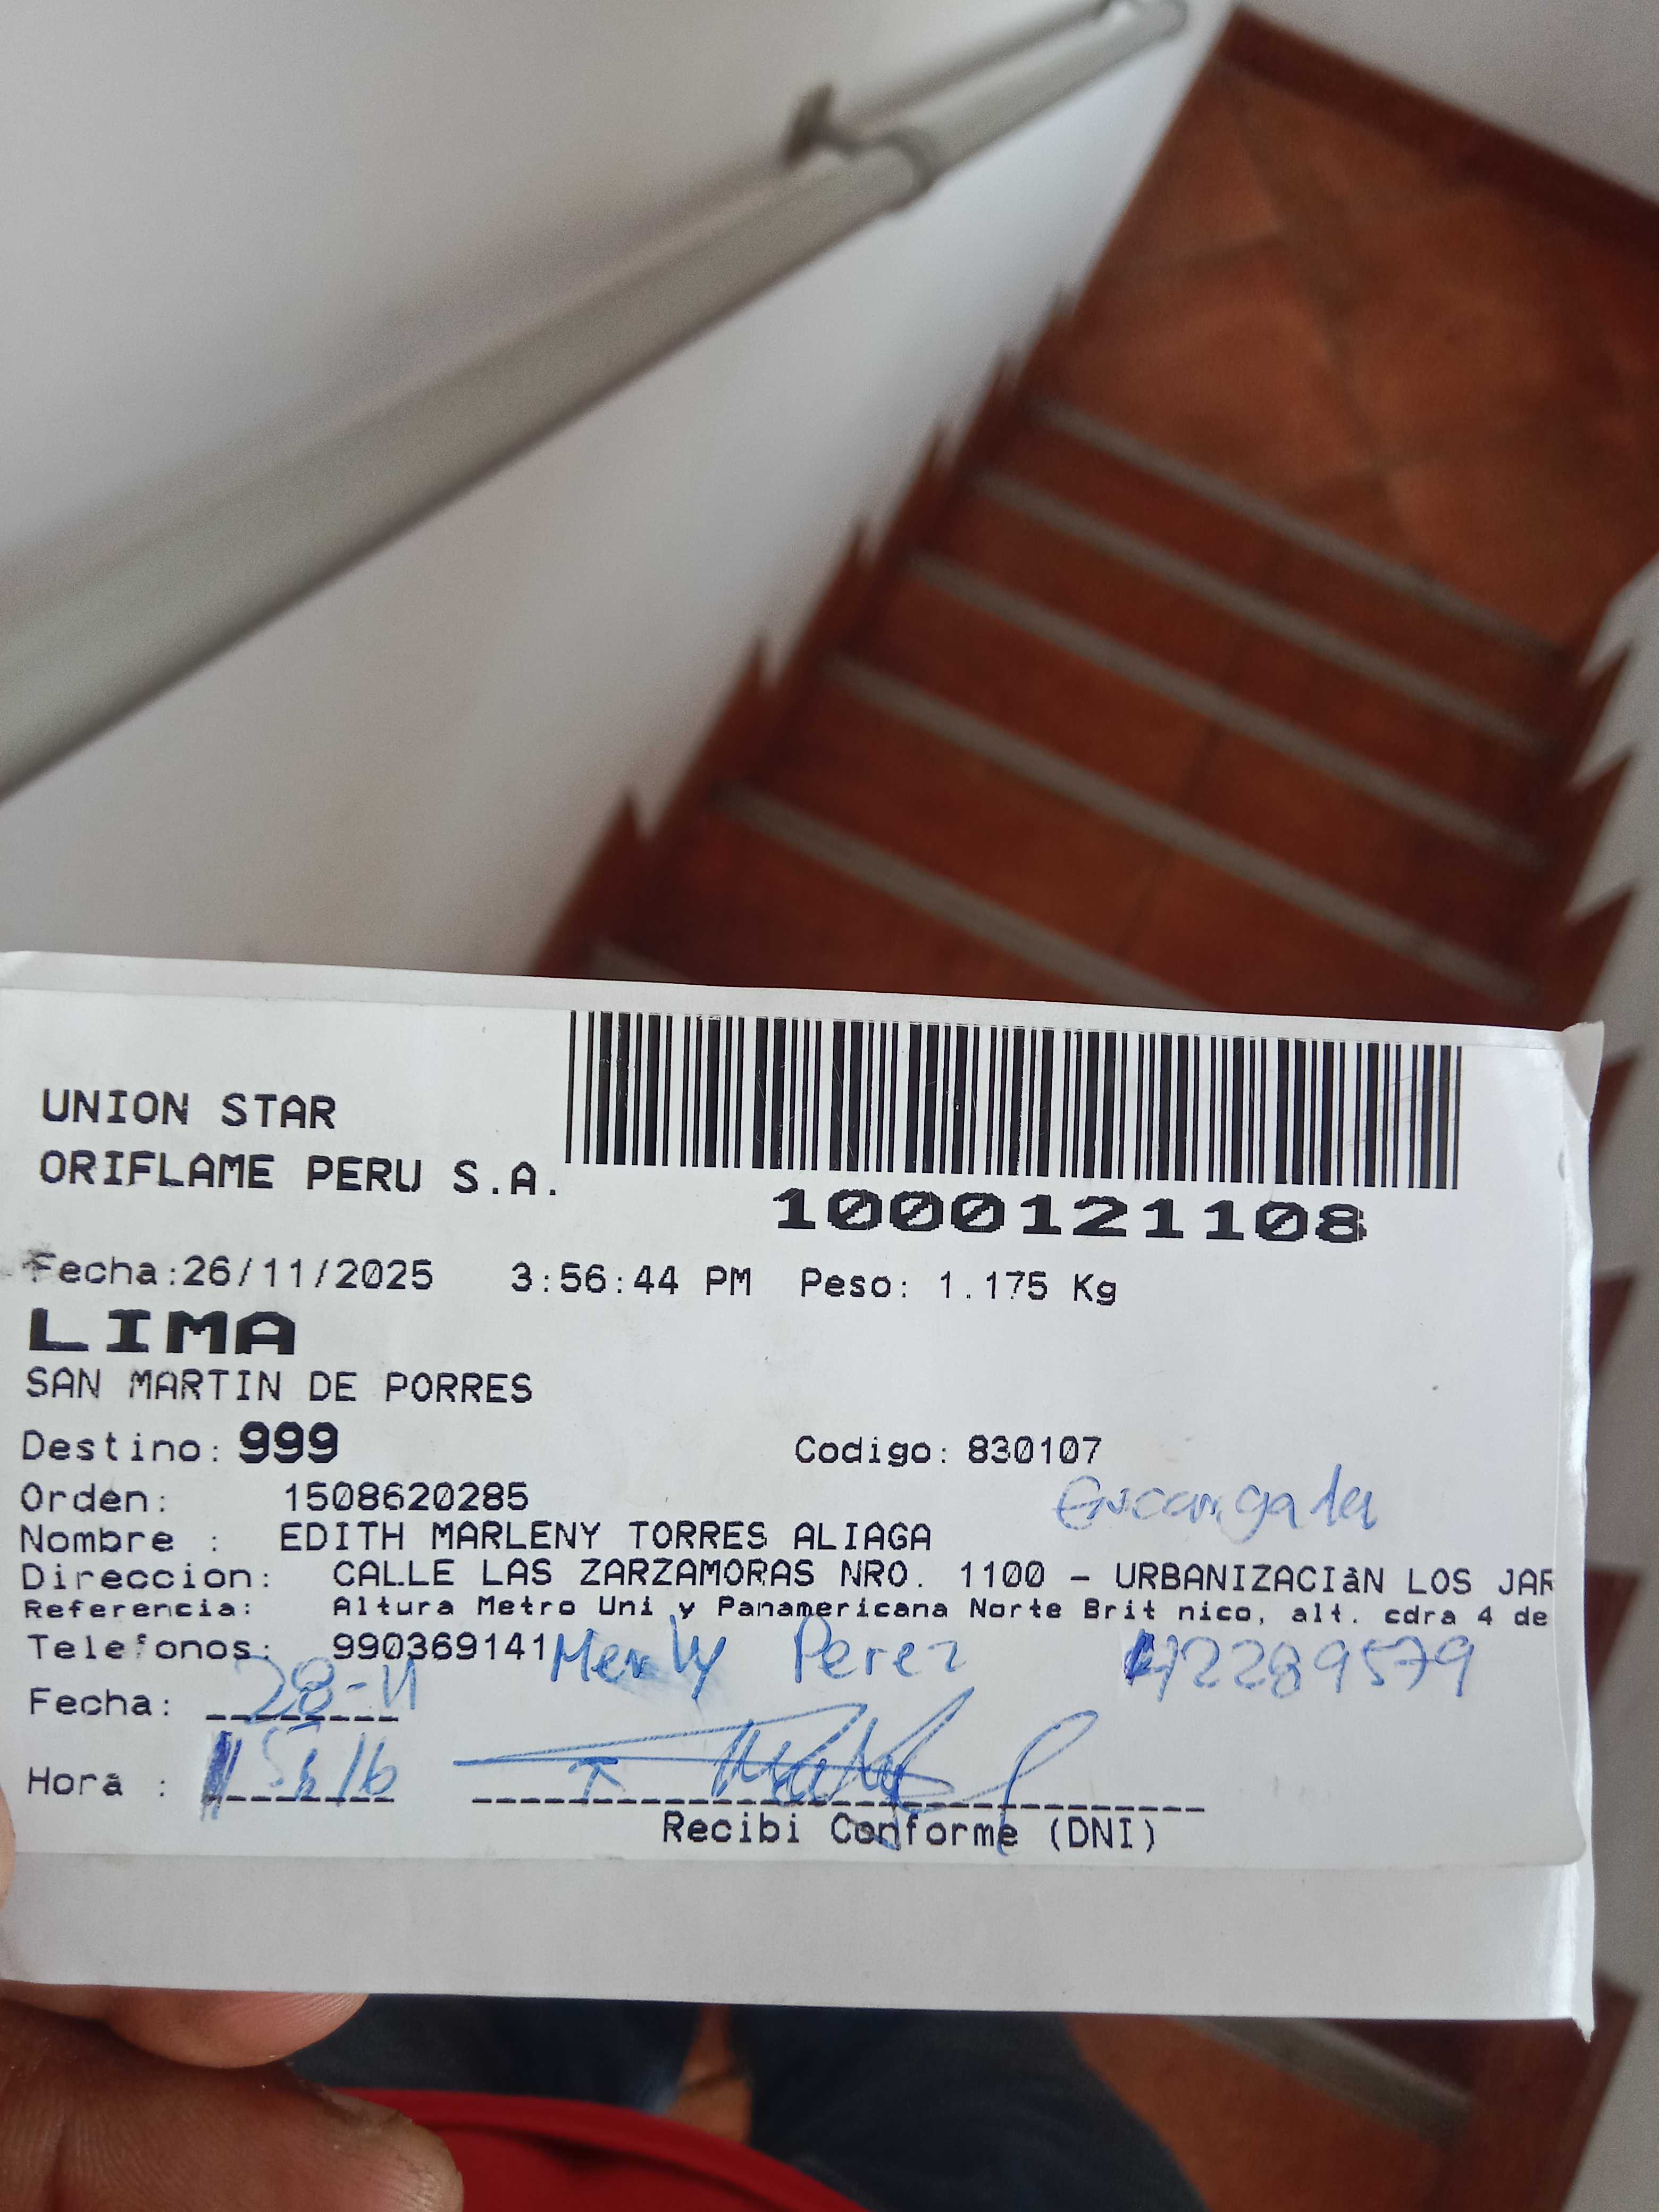 UNION STAR
ORIFLAME PERU S.A.
1000121108
Fecha:26/11/2025 3:56:44 PM Peso: 1.175 Kg
LIMA
SAN MARTIN DE PORRES
Destino: 999 Codigo: 830107
Orden: 1508620285
Encargada
Nombre : EDITH MARLENY TORRES ALIAGA
Direccion: CALLE LAS ZARZAMORAS NRO. 1100 - URBANIZACIâN LOS JAR
Referencia: Altura Metro Uni y Panamericana Norte Brit nico, alt. cdra 4 de
Telefonos: 990369141 Merly Perez 42289579
Fecha: 28-11
Hora : 15h16
Recibi Conforme (DNI)